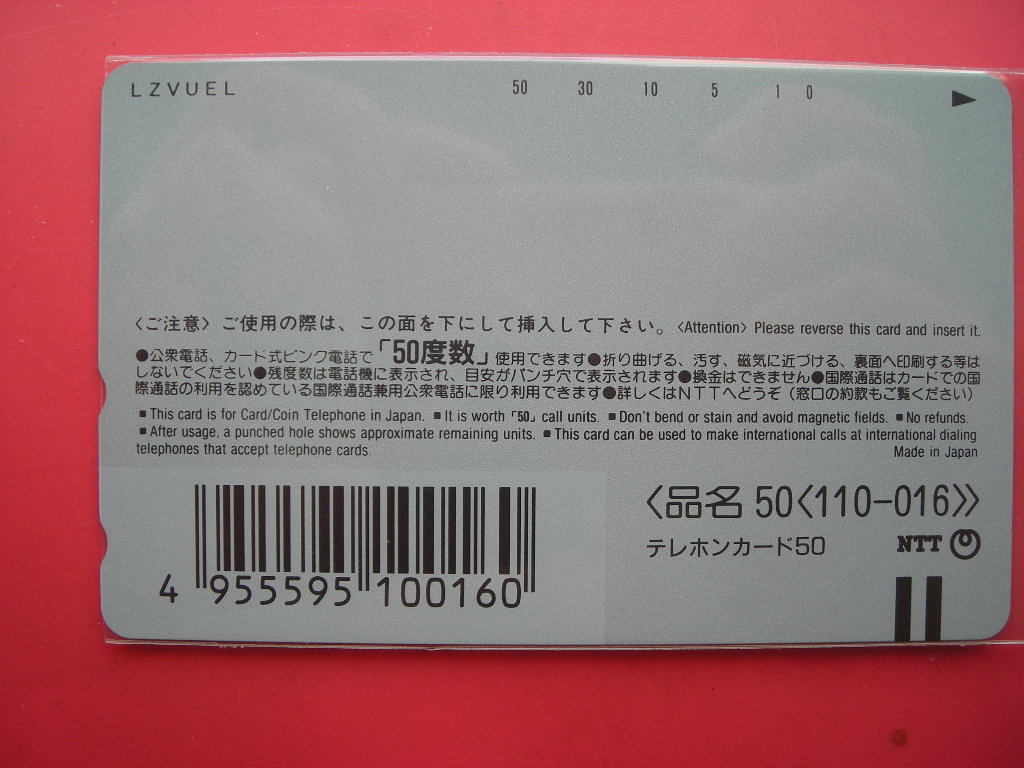 LZVUEL 50 30 10 5 1 0
〈ご注意〉ご使用の際は、この面を下にして挿入して下さい。〈Attention〉Please reverse this card and insert it.
●公衆電話、カード式ピンク電話で「50度数」使用できます●折り曲げる、汚す、磁気に近づける、裏面へ印刷する等は
しないでください●残度数は電話機に表示され、目安がパンチ穴で表示されます●換金はできません●国際通話はカードでの国
際通話の利用を認めている国際通話兼用公衆電話に限り利用できます●詳しくはNTTへどうぞ（窓口の約款もご覧ください）
■This card is for Card/Coin Telephone in Japan. ■It is worth「50」call units. ■Don't bend or stain and avoid magnetic fields. ■No refunds.
■After usage, a punched hole shows approximate remaining units. ■This card can be used to make international calls at international dialing
telephones that accept telephone cards. Made in Japan
〈品名 50〈110-016〉〉
テレホンカード50 NTT
4 955595 100160